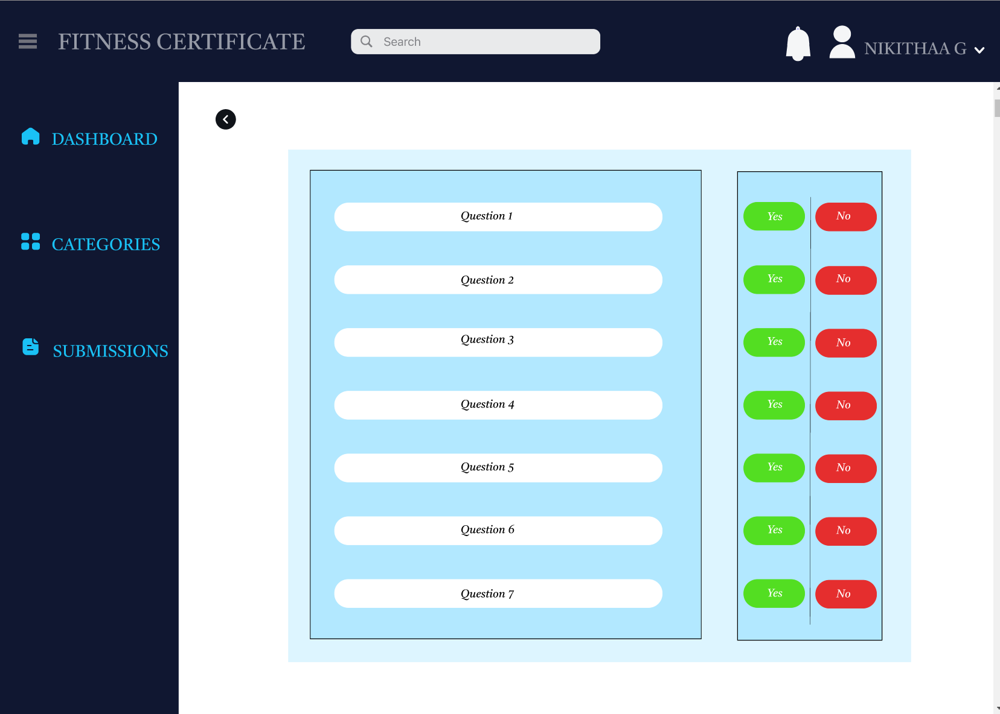 FITNESS CERTIFICATE
Search
NIKITHAA G
DASHBOARD
CATEGORIES
SUBMISSIONS
Question 1 Yes No
Question 2 Yes No
Question 3 Yes No
Question 4 Yes No
Question 5 Yes No
Question 6 Yes No
Question 7 Yes No